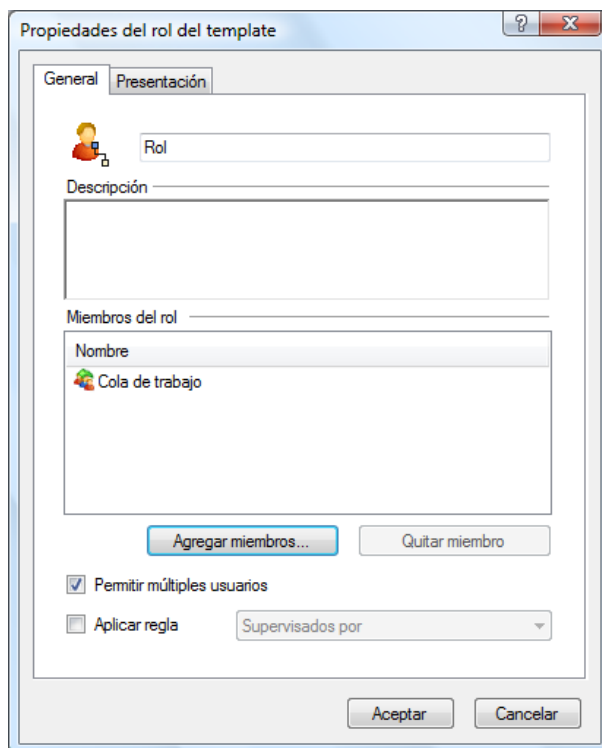 Propiedades del rol del template
?
General
Presentación
Rol
Descripción
Miembros del rol
Nombre
Cola de trabajo
Agregar miembros...
Quitar miembro
Permitir múltiples usuarios
Aplicar regla
Supervisados por
Aceptar
Cancelar